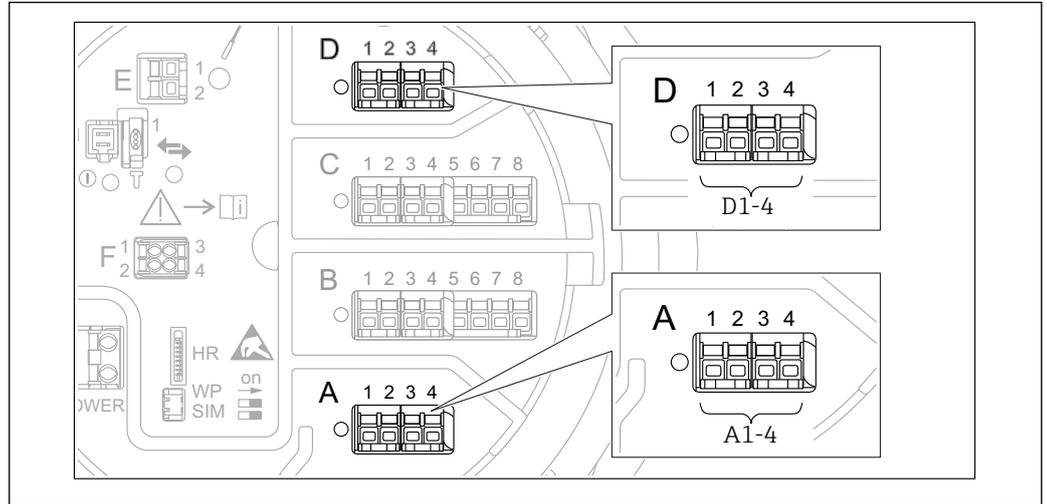 D 1 2 3 4
E 1
2
1
C 1 2 3 4 5 6 7 8
F 1 3
2 4
B 1 2 3 4 5 6 7 8
HR
WP
SIM
on
OWER
A 1 2 3 4
D 1 2 3 4
D1-4
A 1 2 3 4
A1-4